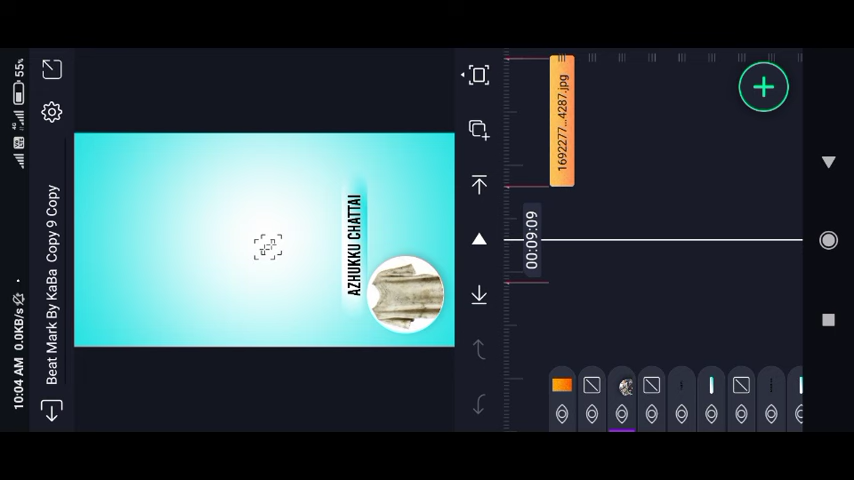 10:04 AM 0.0KB/s
55%
Beat Mark By KaBa Copy 9 Copy
AZHUKKU CHATTAI
00:09:09
1692277...4287.jpg